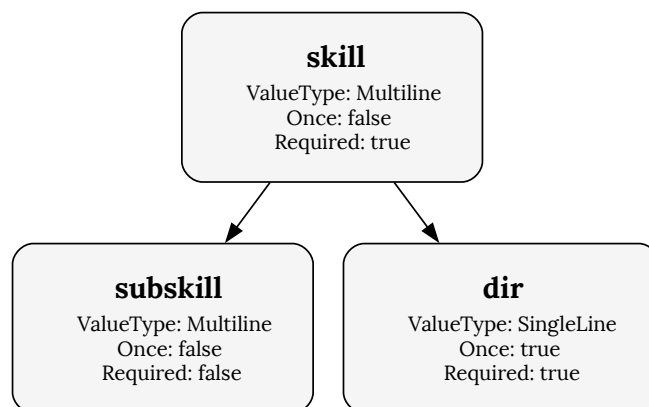 skill
ValueType: Multiline
Once: false
Required: true
subskill
ValueType: Multiline
Once: false
Required: false
dir
ValueType: SingleLine
Once: true
Required: true